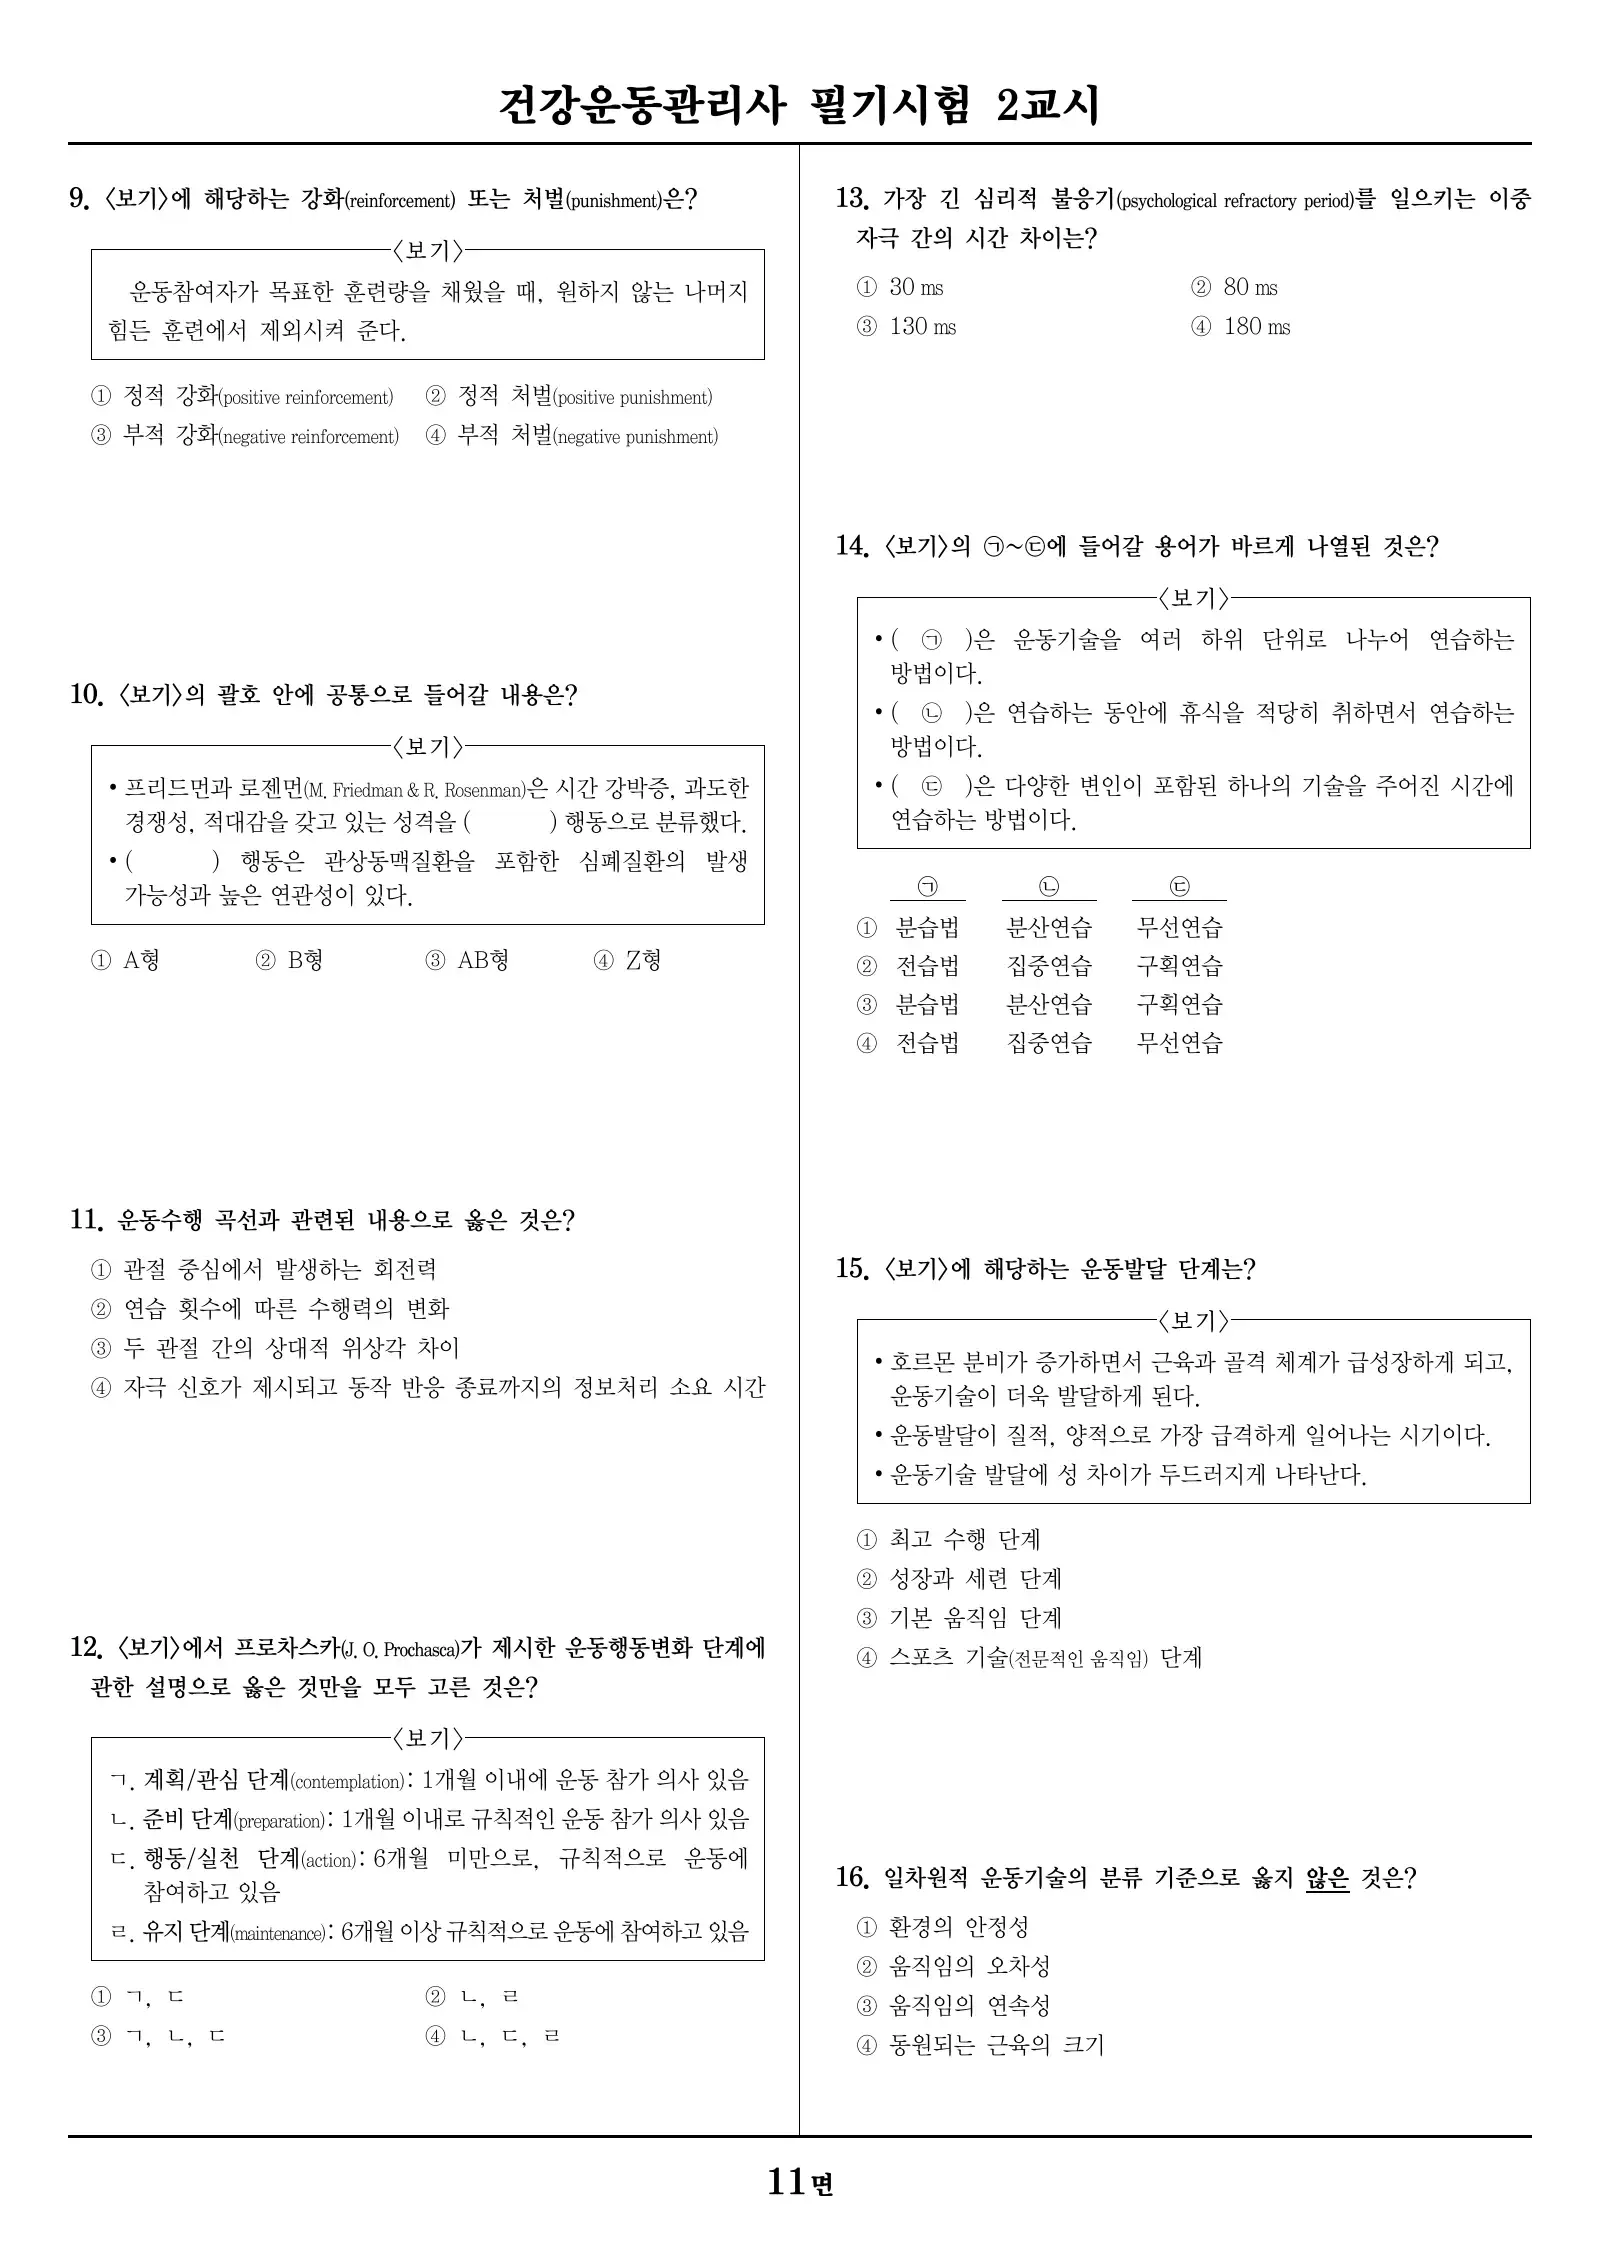 건강운동관리사 필기시험 2교시
9. 〈보기〉에 해당하는 강화(reinforcement) 또는 처벌(punishment)은?
〈보기〉
운동참여자가 목표한 훈련량을 채웠을 때, 원하지 않는 나머지
힘든 훈련에서 제외시켜 준다.
① 정적 강화(positive reinforcement) ② 정적 처벌(positive punishment)
③ 부적 강화(negative reinforcement) ④ 부적 처벌(negative punishment)
10. 〈보기〉의 괄호 안에 공통으로 들어갈 내용은?
〈보기〉
• 프리드먼과 로젠먼(M. Friedman & R. Rosenman)은 시간 강박증, 과도한
경쟁성, 적대감을 갖고 있는 성격을 ( ) 행동으로 분류했다.
• ( ) 행동은 관상동맥질환을 포함한 심폐질환의 발생
가능성과 높은 연관성이 있다.
① A형 ② B형 ③ AB형 ④ Z형
11. 운동수행 곡선과 관련된 내용으로 옳은 것은?
① 관절 중심에서 발생하는 회전력
② 연습 횟수에 따른 수행력의 변화
③ 두 관절 간의 상대적 위상각 차이
④ 자극 신호가 제시되고 동작 반응 종료까지의 정보처리 소요 시간
12. 〈보기〉에서 프로차스카(J. O. Prochasca)가 제시한 운동행동변화 단계에
관한 설명으로 옳은 것만을 모두 고른 것은?
〈보기〉
ㄱ. 계획/관심 단계(contemplation): 1개월 이내에 운동 참가 의사 있음
ㄴ. 준비 단계(preparation): 1개월 이내로 규칙적인 운동 참가 의사 있음
ㄷ. 행동/실천 단계(action): 6개월 미만으로, 규칙적으로 운동에
참여하고 있음
ㄹ. 유지 단계(maintenance): 6개월 이상 규칙적으로 운동에 참여하고 있음
① ㄱ, ㄷ ② ㄴ, ㄹ
③ ㄱ, ㄴ, ㄷ ④ ㄴ, ㄷ, ㄹ
13. 가장 긴 심리적 불응기(psychological refractory period)를 일으키는 이중
자극 간의 시간 차이는?
① 30 ms ② 80 ms
③ 130 ms ④ 180 ms
14. 〈보기〉의 ㉠~㉢에 들어갈 용어가 바르게 나열된 것은?
〈보기〉
• ( ㉠ )은 운동기술을 여러 하위 단위로 나누어 연습하는
방법이다.
• ( ㉡ )은 연습하는 동안에 휴식을 적당히 취하면서 연습하는
방법이다.
• ( ㉢ )은 다양한 변인이 포함된 하나의 기술을 주어진 시간에
연습하는 방법이다.
㉠ ㉡ ㉢
① 분습법 분산연습 무선연습
② 전습법 집중연습 구획연습
③ 분습법 분산연습 구획연습
④ 전습법 집중연습 무선연습
15. 〈보기〉에 해당하는 운동발달 단계는?
〈보기〉
• 호르몬 분비가 증가하면서 근육과 골격 체계가 급성장하게 되고,
운동기술이 더욱 발달하게 된다.
• 운동발달이 질적, 양적으로 가장 급격하게 일어나는 시기이다.
• 운동기술 발달에 성 차이가 두드러지게 나타난다.
① 최고 수행 단계
② 성장과 세련 단계
③ 기본 움직임 단계
④ 스포츠 기술(전문적인 움직임) 단계
16. 일차원적 운동기술의 분류 기준으로 옳지 않은 것은?
① 환경의 안정성
② 움직임의 오차성
③ 움직임의 연속성
④ 동원되는 근육의 크기
11면